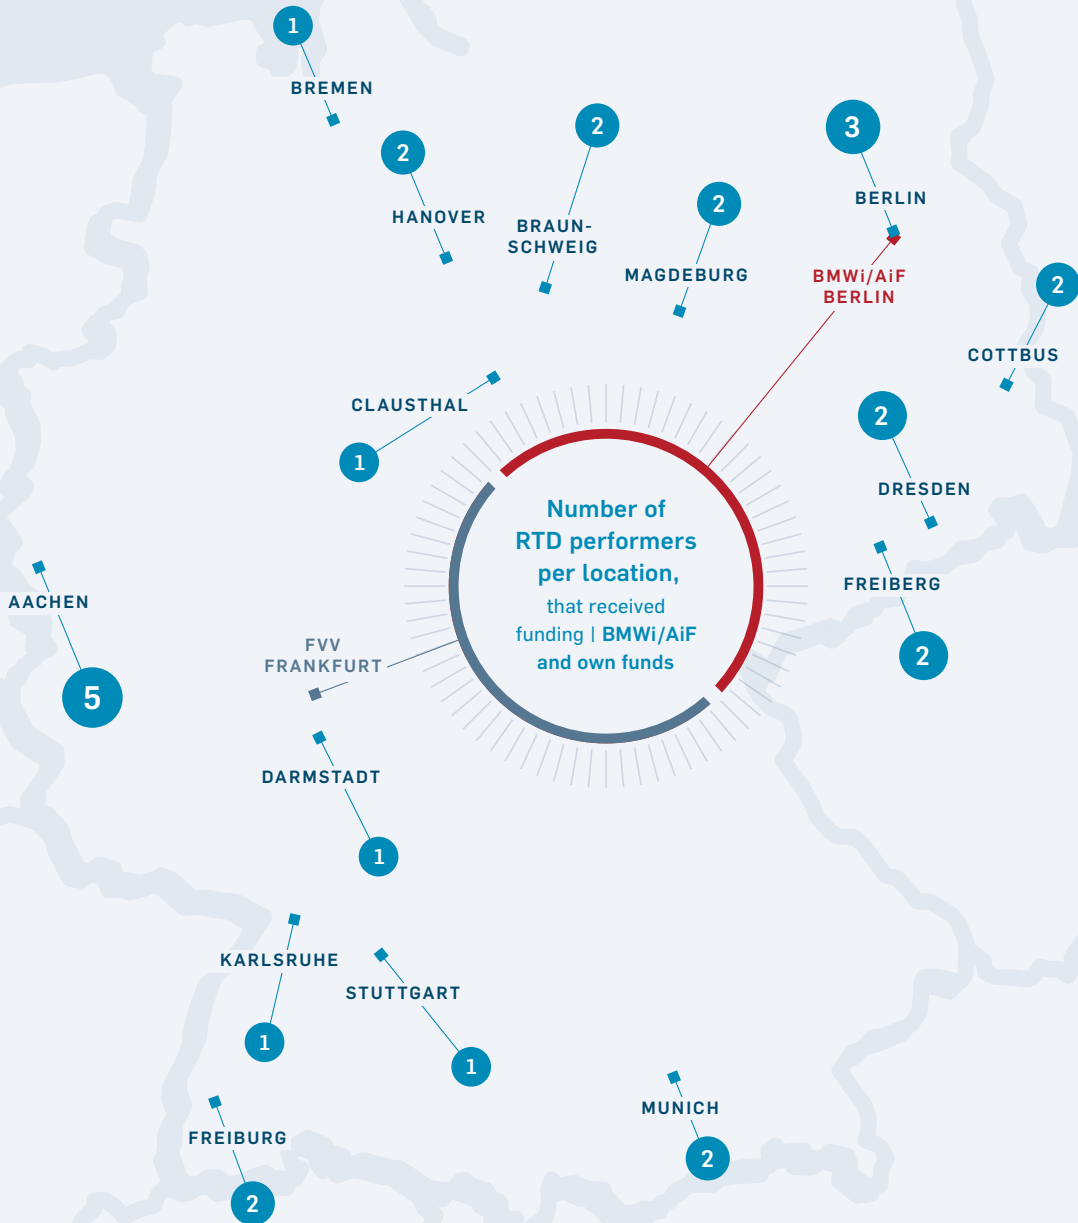 1
BREMEN
2
HANOVER
2
BRAUN-
SCHWEIG
2
MAGDEBURG
3
BERLIN
BMWi/AiF
BERLIN
2
COTTBUS
CLAUSTHAL
1
2
DRESDEN
FREIBERG
2
Number of
RTD performers
per location,
that received
funding | BMWi/AiF
and own funds
AACHEN
5
FVV
FRANKFURT
DARMSTADT
1
KARLSRUHE
1
STUTTGART
1
MUNICH
2
FREIBURG
2